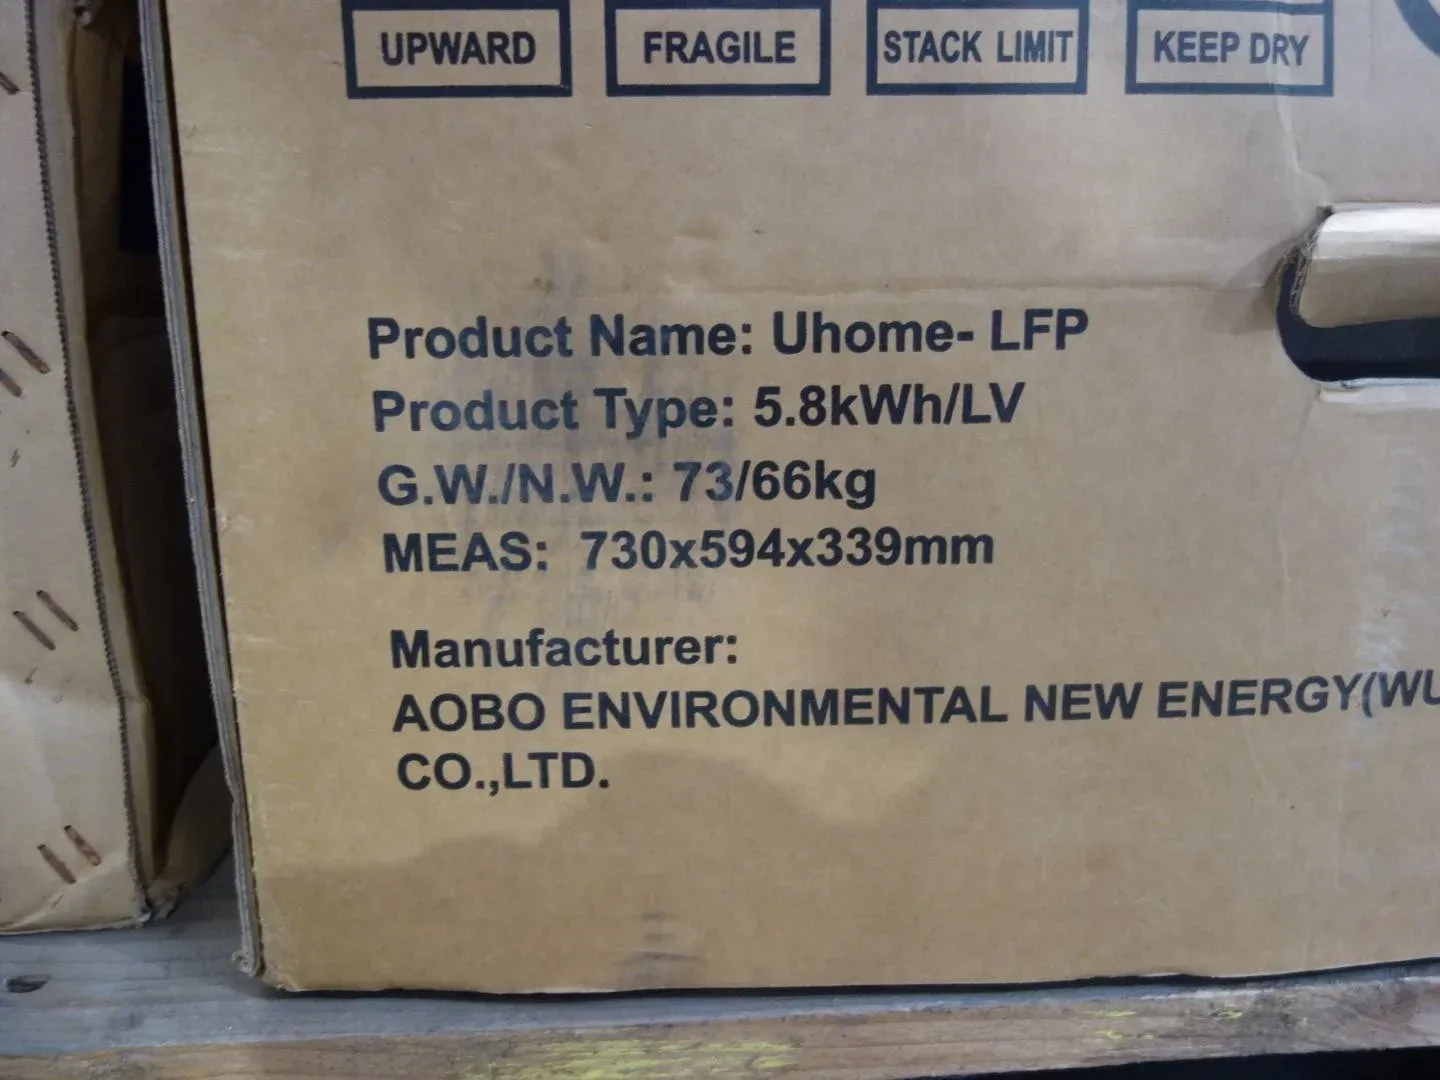 UPWARD FRAGILE STACK LIMIT KEEP DRY
Product Name: Uhome- LFP
Product Type: 5.8kWh/LV
G.W./N.W.: 73/66kg
MEAS: 730x594x339mm
Manufacturer:
AOBO ENVIRONMENTAL NEW ENERGY(WU
CO.,LTD.